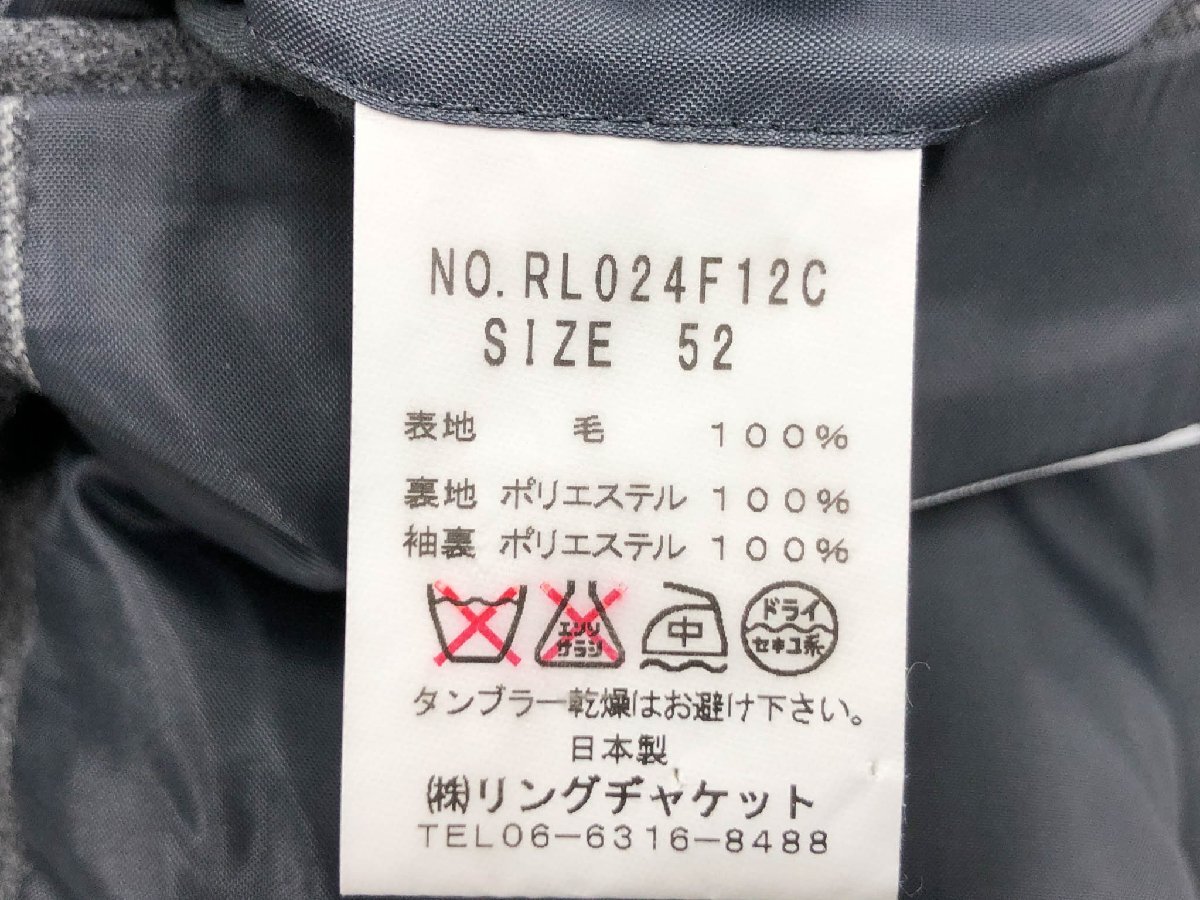 NO.RL024F12C
SIZE 52
表地 毛 100%
裏地 ポリエステル 100%
袖裏 ポリエステル 100%
エンソ サラシ 中 ドライ セキユ系
タンブラー乾燥はお避け下さい。
日本製
㈱リングヂャケット
TEL06-6316-8488